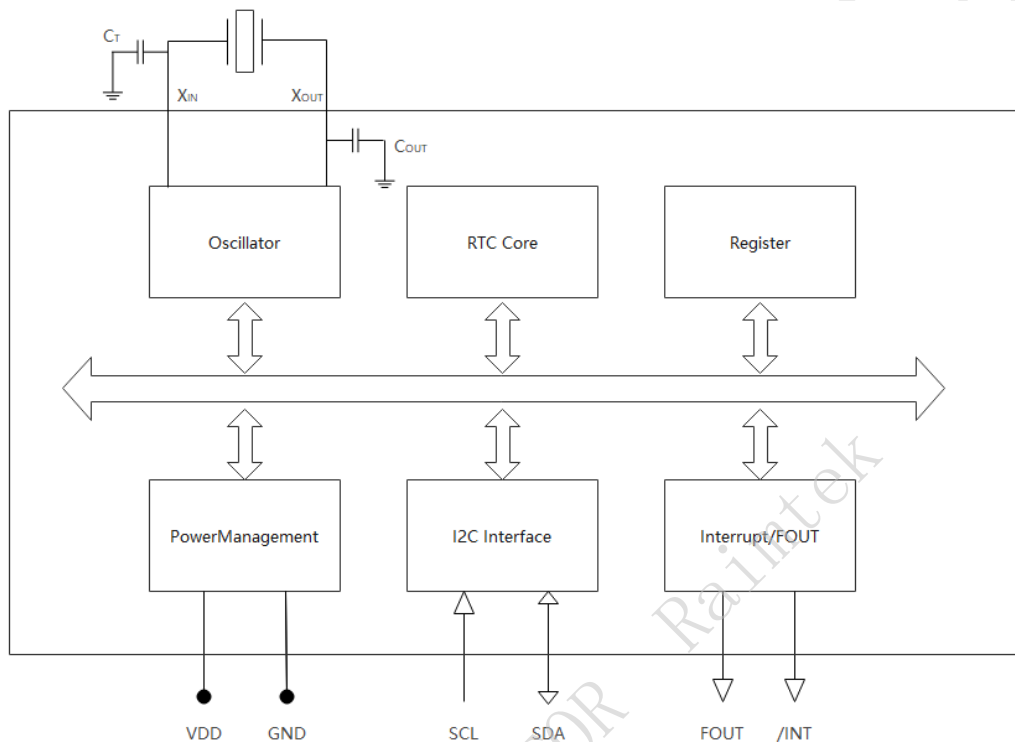 CT
XIN
XOUT
COUT
Oscillator
RTC Core
Register
PowerManagement
I2C Interface
Interrupt/FOUT
VDD
GND
SCL
SDA
FOUT
/INT
Raimtek